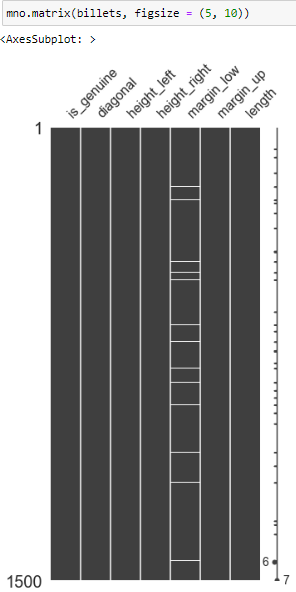 mno.matrix(billets, figsize = (5, 10))
<AxesSubplot: >
is_genuine
diagonal
height_left
height_right
margin_low
margin_up
length
1
6
7
1500